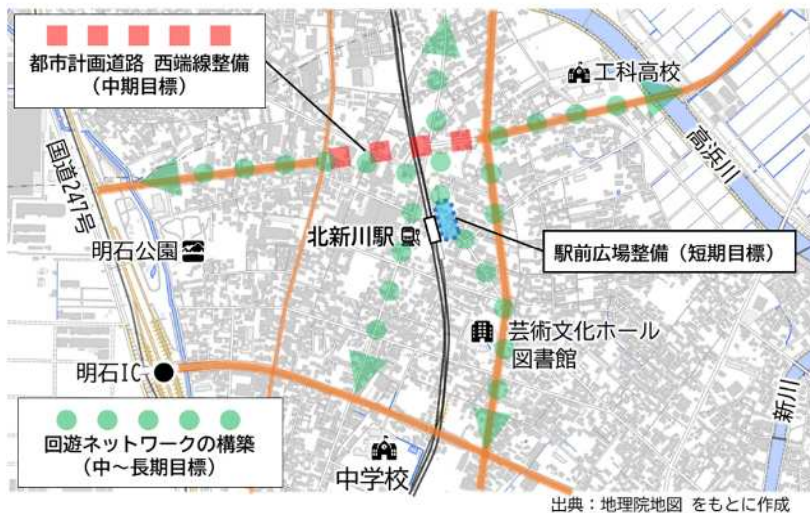 都市計画道路 西端線整備
(中期目標)
工科高校
高浜川
国道247号
北新川駅
明石公園
駅前広場整備(短期目標)
芸術文化ホール
図書館
明石IC
新川
回遊ネットワークの構築
(中～長期目標)
中学校
出典：地理院地図 をもとに作成